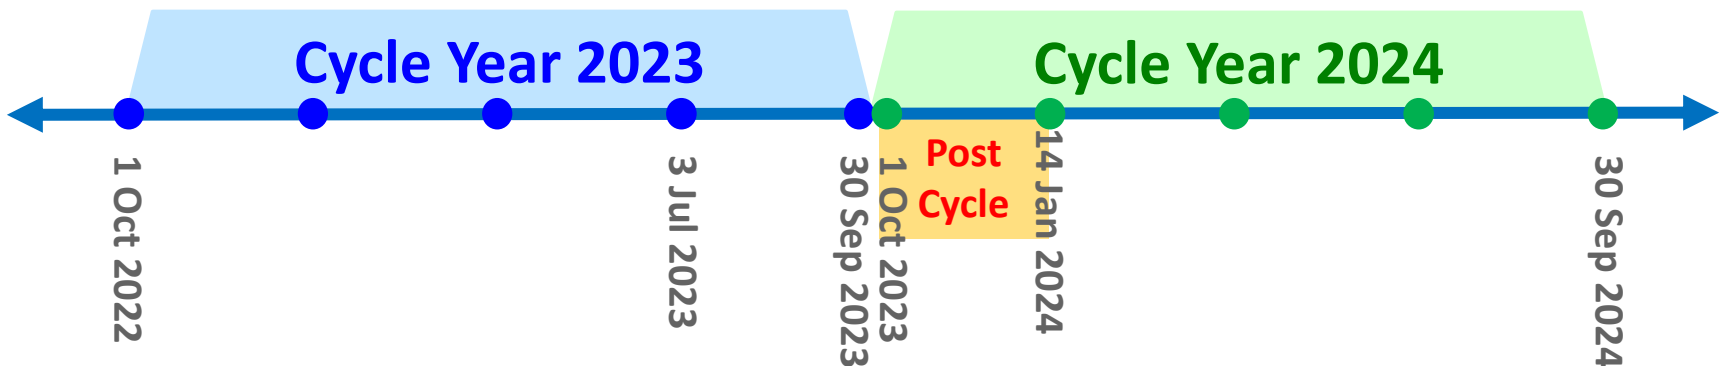 Cycle Year 2023
Cycle Year 2024
Post
Cycle
1 Oct 2022
3 Jul 2023
30 Sep 2023
1 Oct 2023
14 Jan 2024
30 Sep 2024